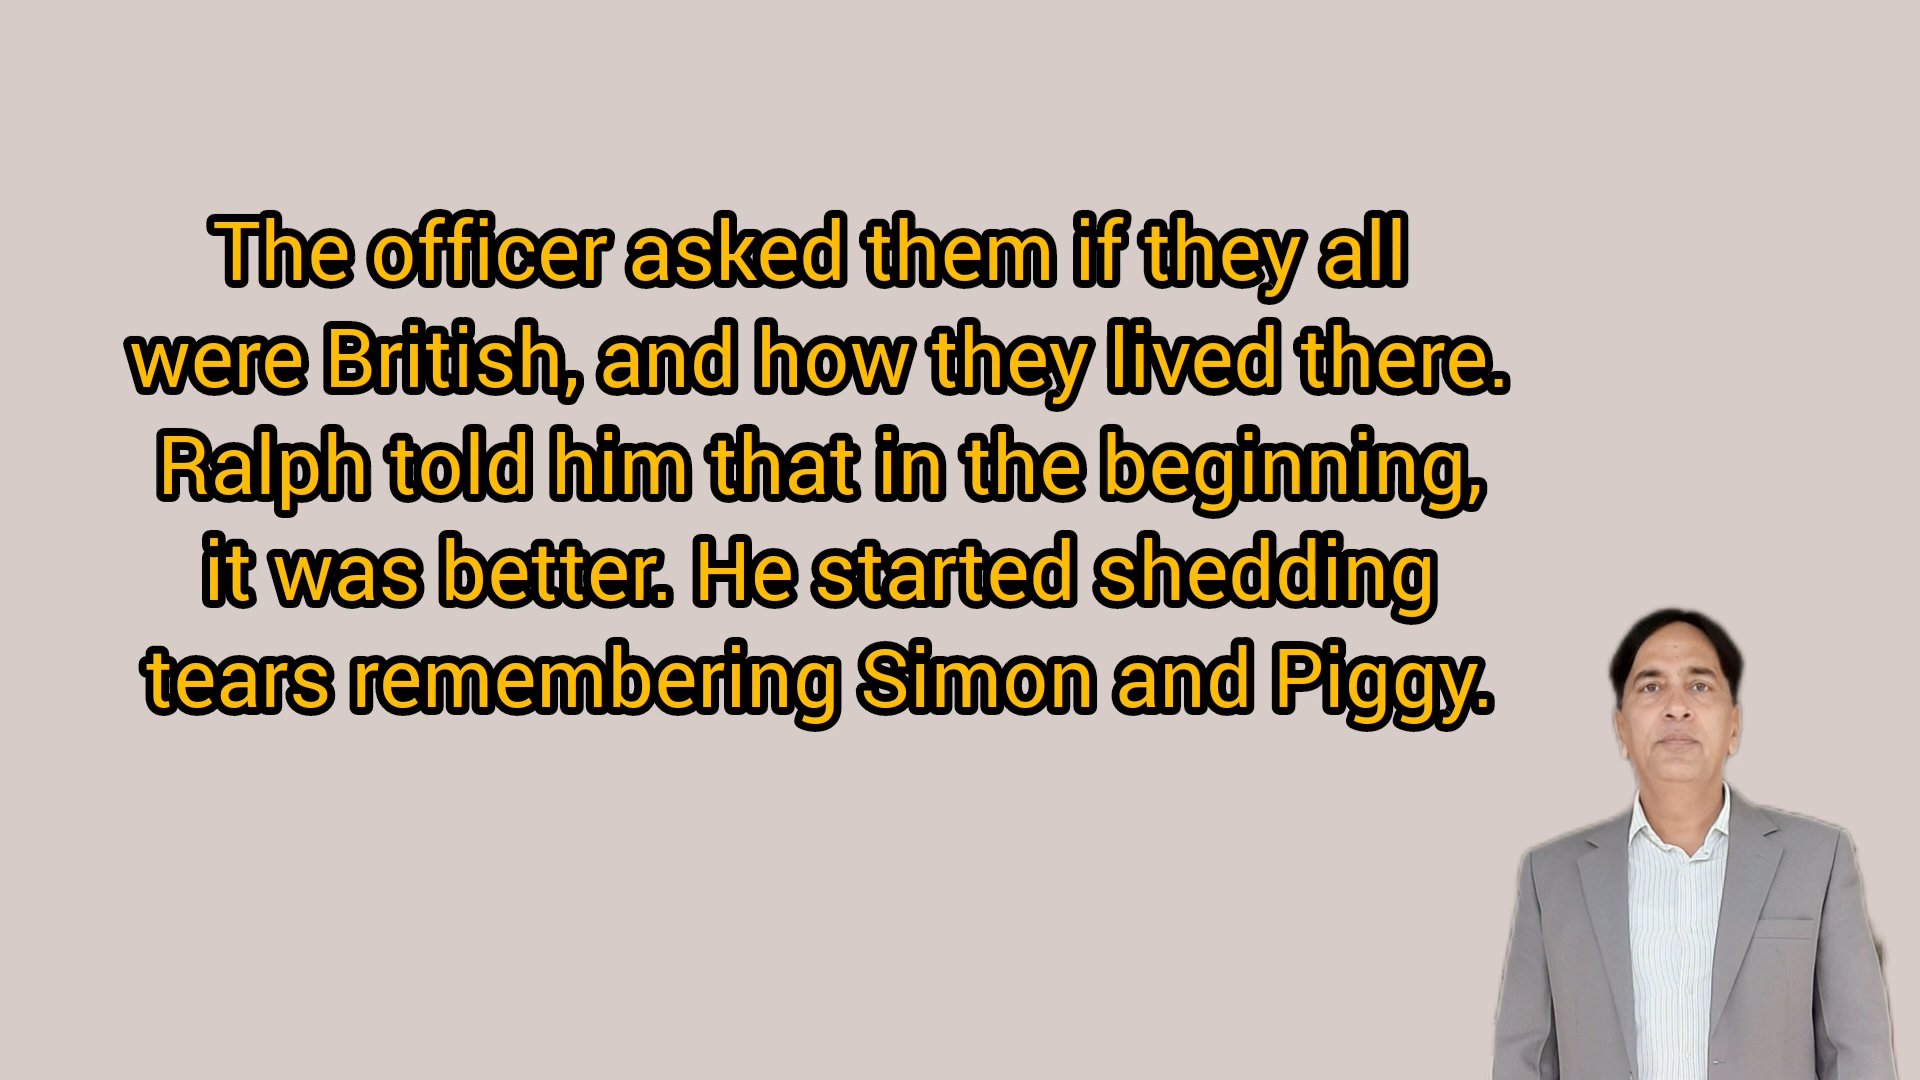 The officer asked them if they all
were British, and how they lived there.
Ralph told him that in the beginning,
it was better. He started shedding
tears remembering Simon and Piggy.